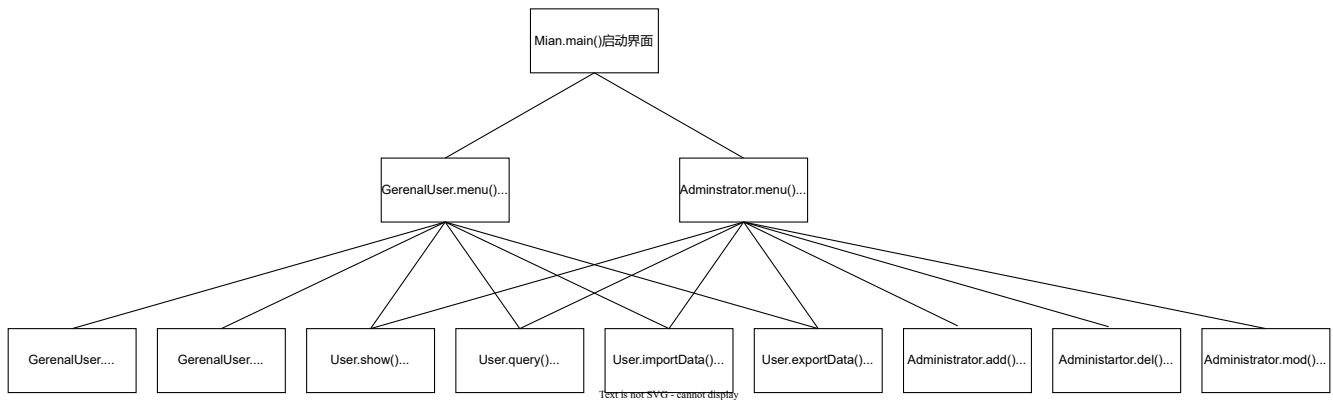 Mian.main()启动界面
GerenalUser.menu()...
Adminstrator.menu()...
GerenalUser....
GerenalUser....
User.show()...
User.query()...
User.importData()...
User.exportData()...
Administrator.add()...
Administartor.del()...
Administrator.mod()...
Text is not SVG - cannot display